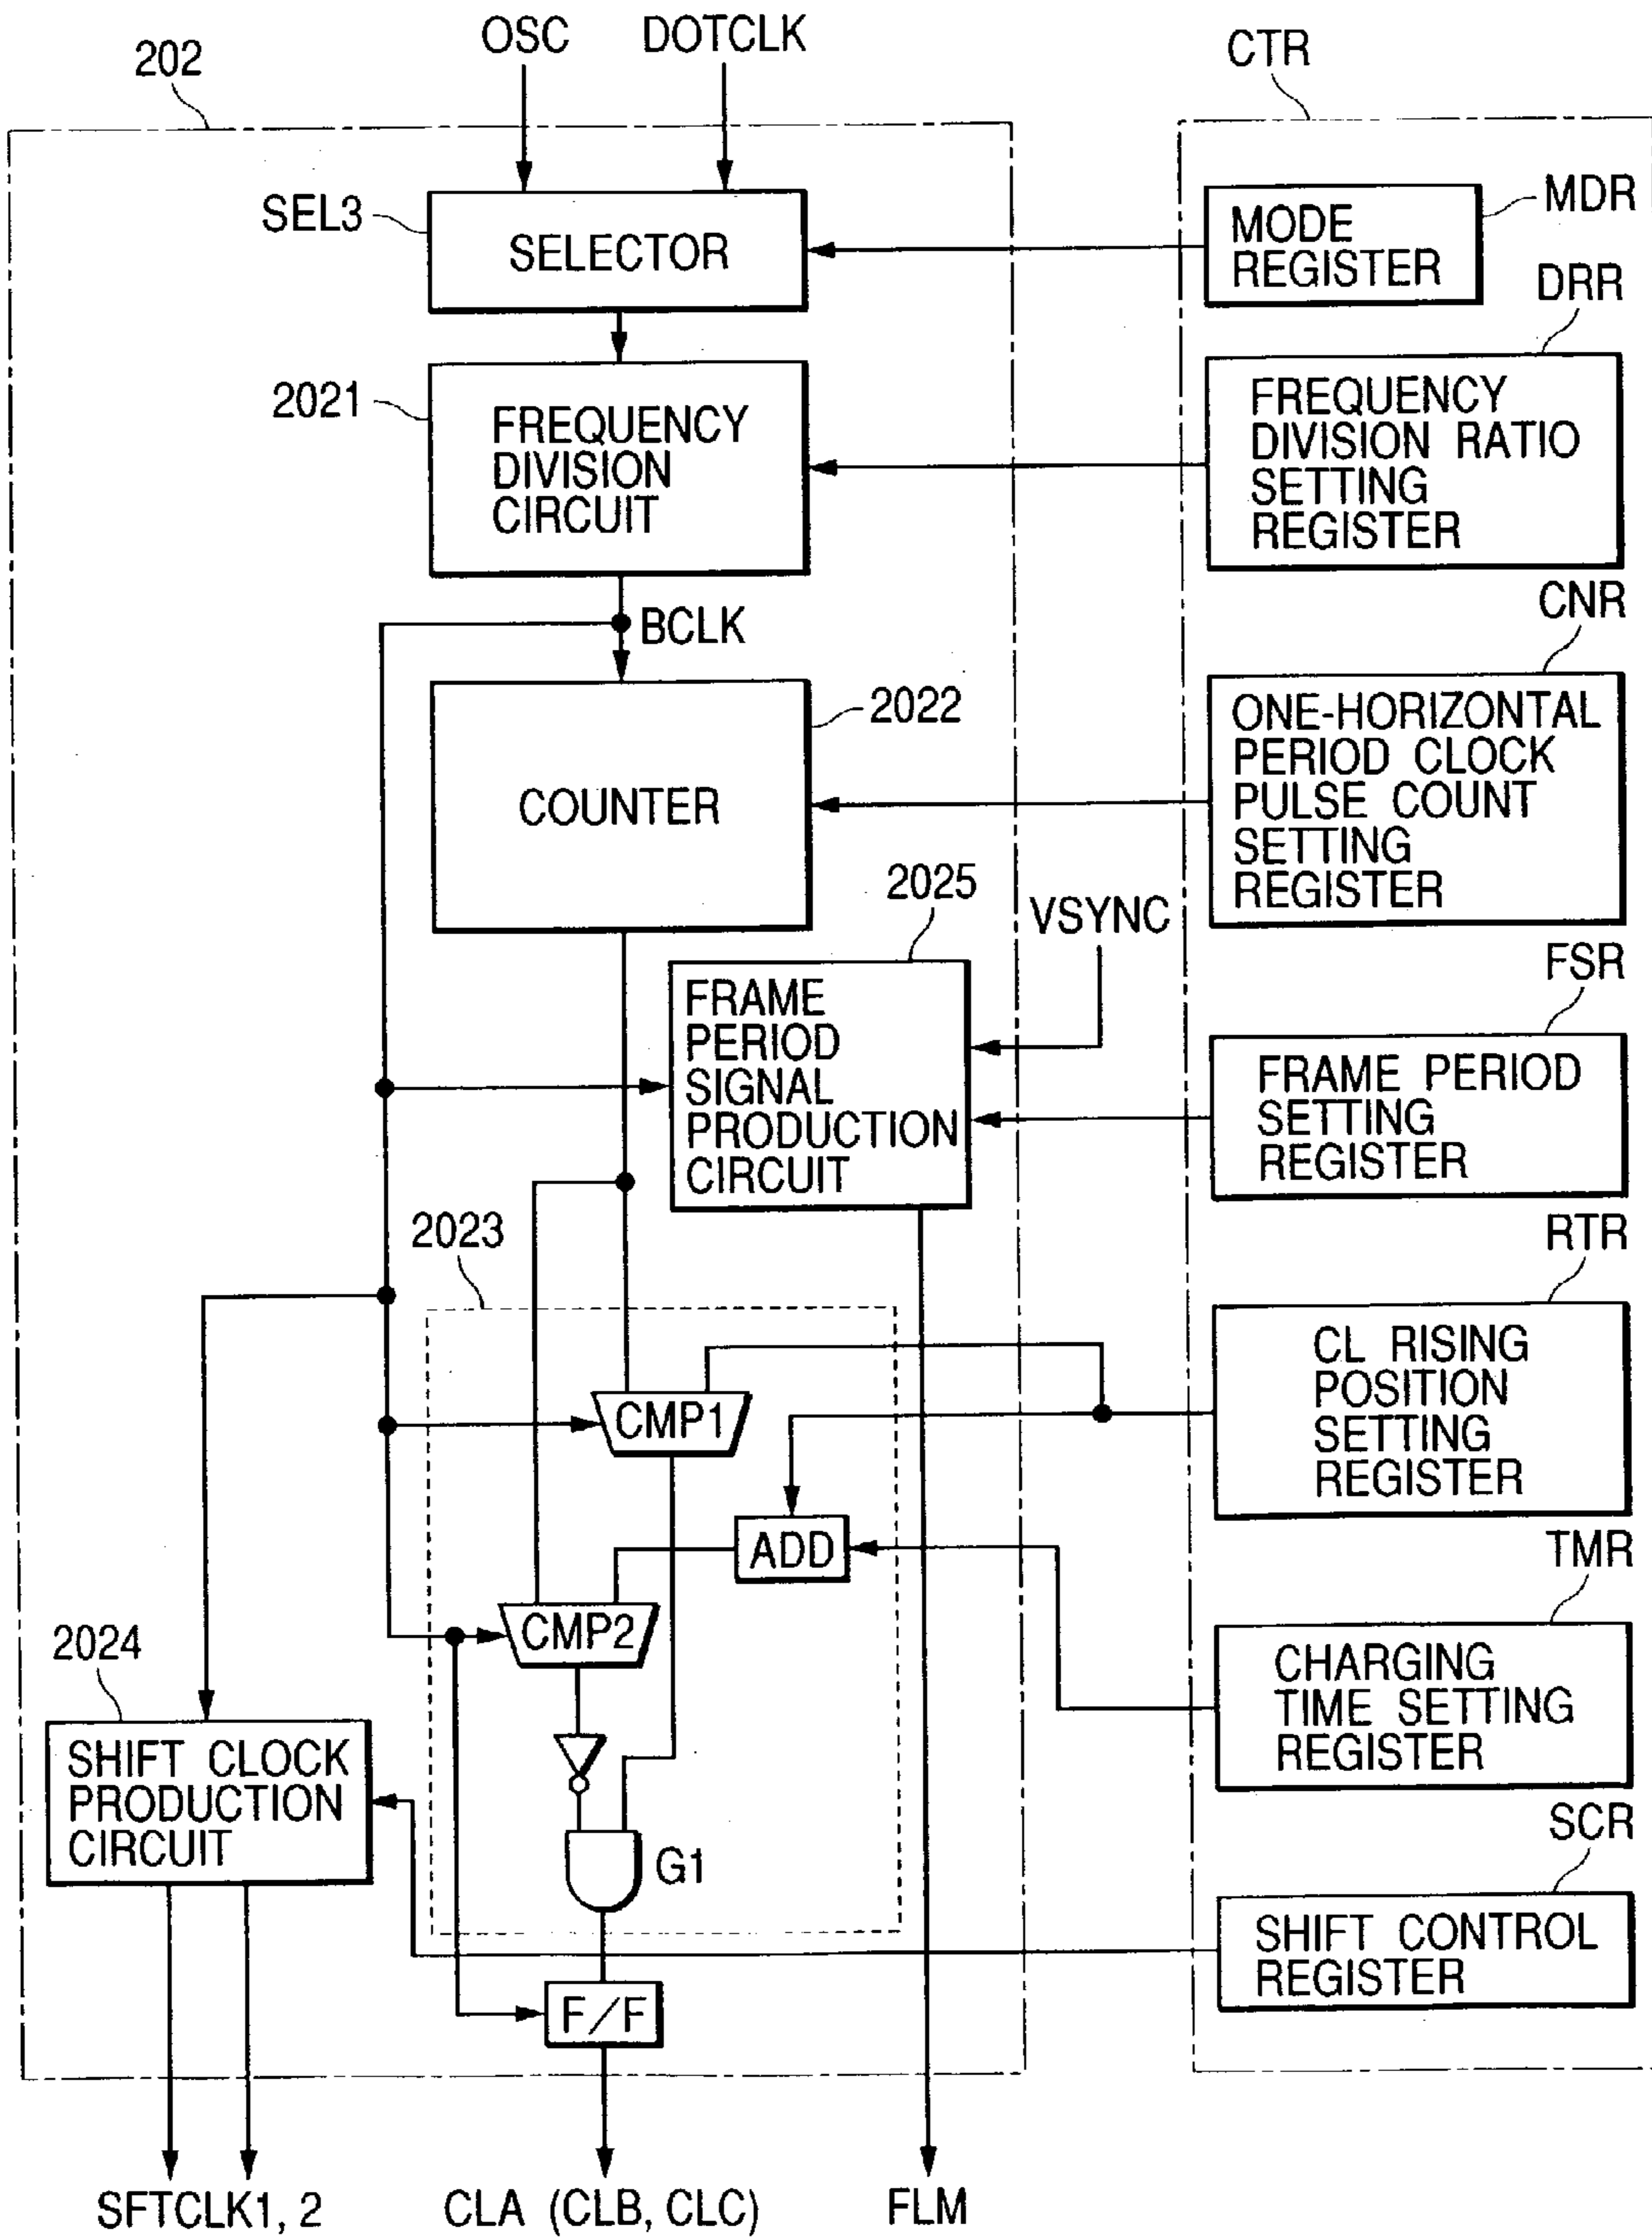 OSC
DOTCLK
202
CTR
SEL3
SELECTOR
MODE
REGISTER
MDR
DRR
2021
FREQUENCY
DIVISION
CIRCUIT
FREQUENCY
DIVISION RATIO
SETTING
REGISTER
BCLK
CNR
2022
COUNTER
ONE-HORIZONTAL
PERIOD CLOCK
PULSE COUNT
SETTING
REGISTER
2025
VSYNC
FSR
FRAME
PERIOD
SIGNAL
PRODUCTION
CIRCUIT
FRAME PERIOD
SETTING
REGISTER
2023
RTR
CL RISING
POSITION
SETTING
REGISTER
CMP1
ADD
TMR
CMP2
CHARGING
TIME SETTING
REGISTER
2024
SHIFT CLOCK
PRODUCTION
CIRCUIT
G1
SCR
SHIFT CONTROL
REGISTER
F/F
SFTCLK1, 2
CLA (CLB, CLC)
FLM